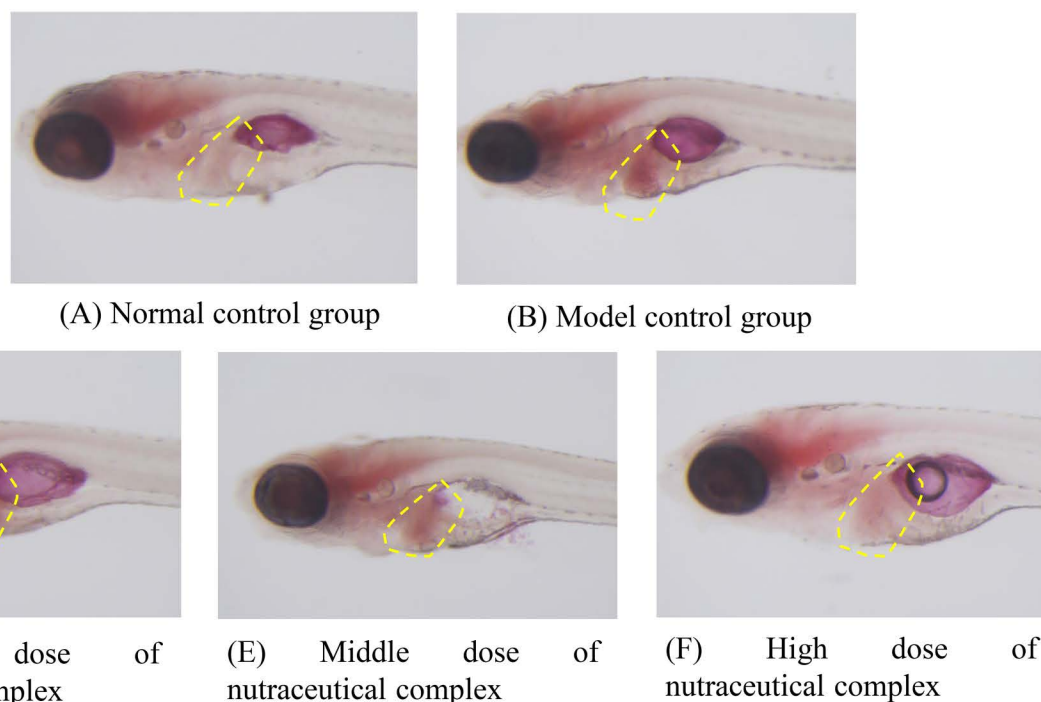 (A) Normal control group
(B) Model control group
dose of
(E) Middle dose of
(F) High dose of
nutraceutical complex
nutraceutical complex